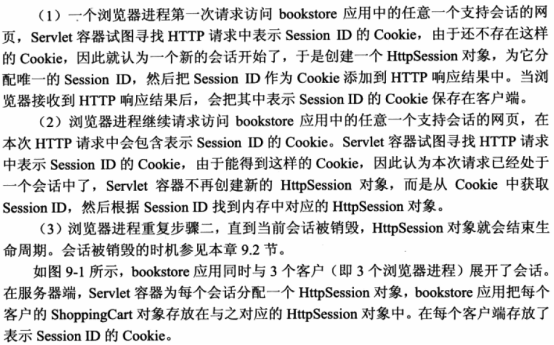 （1）一个浏览器进程第一次请求访问 bookstore 应用中的任意一个支持会话的网
页，Servlet 容器试图寻找 HTTP 请求中表示 Session ID 的 Cookie，由于还不存在这样
的 Cookie，因此就认为一个新的会话开始了，于是创建一个 HttpSession 对象，为它分
配唯一的 Session ID，然后把 Session ID 作为 Cookie 添加到 HTTP 响应结果中。当浏
览器接收到 HTTP 响应结果后，会把其中表示 Session ID 的 Cookie 保存在客户端。
（2）浏览器进程继续请求访问 bookstore 应用中的任意一个支持会话的网页，在
本次 HTTP 请求中会包含表示 Session ID 的 Cookie。Servlet 容器试图寻找 HTTP 请求
中表示 Session ID 的 Cookie，由于能得到这样的 Cookie，因此认为本次请求已经处于
一个会话中了，Servlet 容器不再创建新的 HttpSession 对象，而是从 Cookie 中获取
Session ID，然后根据 Session ID 找到内存中对应的 HttpSession 对象。
（3）浏览器进程重复步骤二，直到当前会话被销毁，HttpSession 对象就会结束生
命周期。会话被销毁的时机参见本章 9.2 节。
如图 9-1 所示，bookstore 应用同时与 3 个客户（即 3 个浏览器进程）展开了会话。
在服务器端，Servlet 容器为每个会话分配一个 HttpSession 对象，bookstore 应用把每个
客户的 ShoppingCart 对象存放在与之对应的 HttpSession 对象中。在每个客户端存放了
表示 Session ID 的 Cookie。